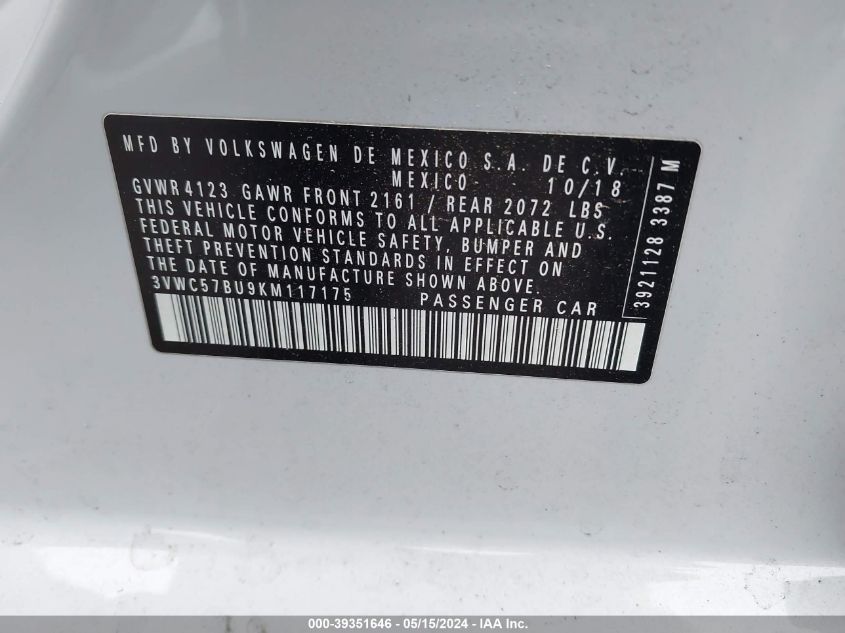 MFD BY VOLKSWAGEN DE MEXICO S.A. DE C.V.
MEXICO 10/18
GVWR 4123 GAWR FRONT 2161 / REAR 2072 LBS
THIS VEHICLE CONFORMS TO ALL APPLICABLE U.S.
FEDERAL MOTOR VEHICLE SAFETY, BUMPER AND
THEFT PREVENTION STANDARDS IN EFFECT ON
THE DATE OF MANUFACTURE SHOWN ABOVE.
3VWC57BU9KM117175 PASSENGER CAR
3921128 3387 M
000-39351646 - 05/15/2024 - IAA Inc.